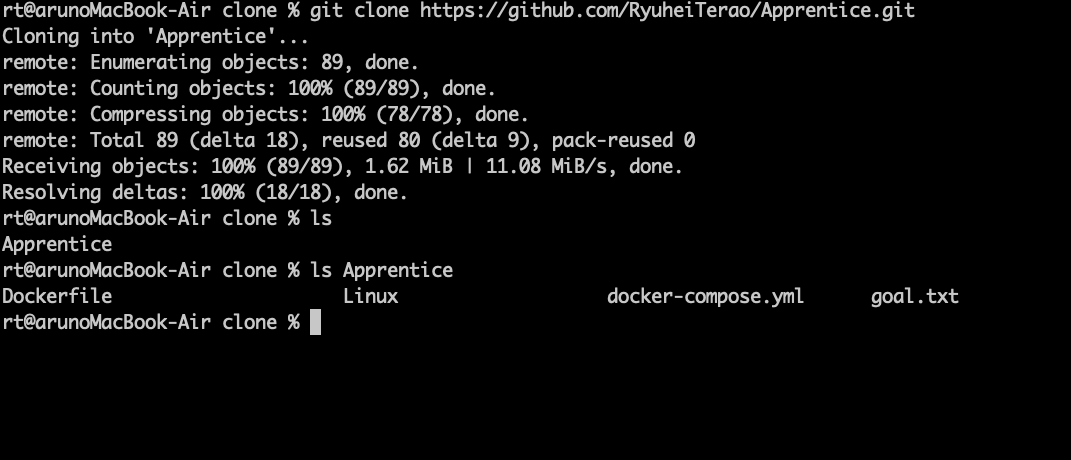 rt@arunoMacBook-Air clone % git clone https://github.com/RyuheiTerao/Apprentice.git
Cloning into 'Apprentice'...
remote: Enumerating objects: 89, done.
remote: Counting objects: 100% (89/89), done.
remote: Compressing objects: 100% (78/78), done.
remote: Total 89 (delta 18), reused 80 (delta 9), pack-reused 0
Receiving objects: 100% (89/89), 1.62 MiB | 11.08 MiB/s, done.
Resolving deltas: 100% (18/18), done.
rt@arunoMacBook-Air clone % ls
Apprentice
rt@arunoMacBook-Air clone % ls Apprentice
Dockerfile Linux docker-compose.yml goal.txt
rt@arunoMacBook-Air clone %